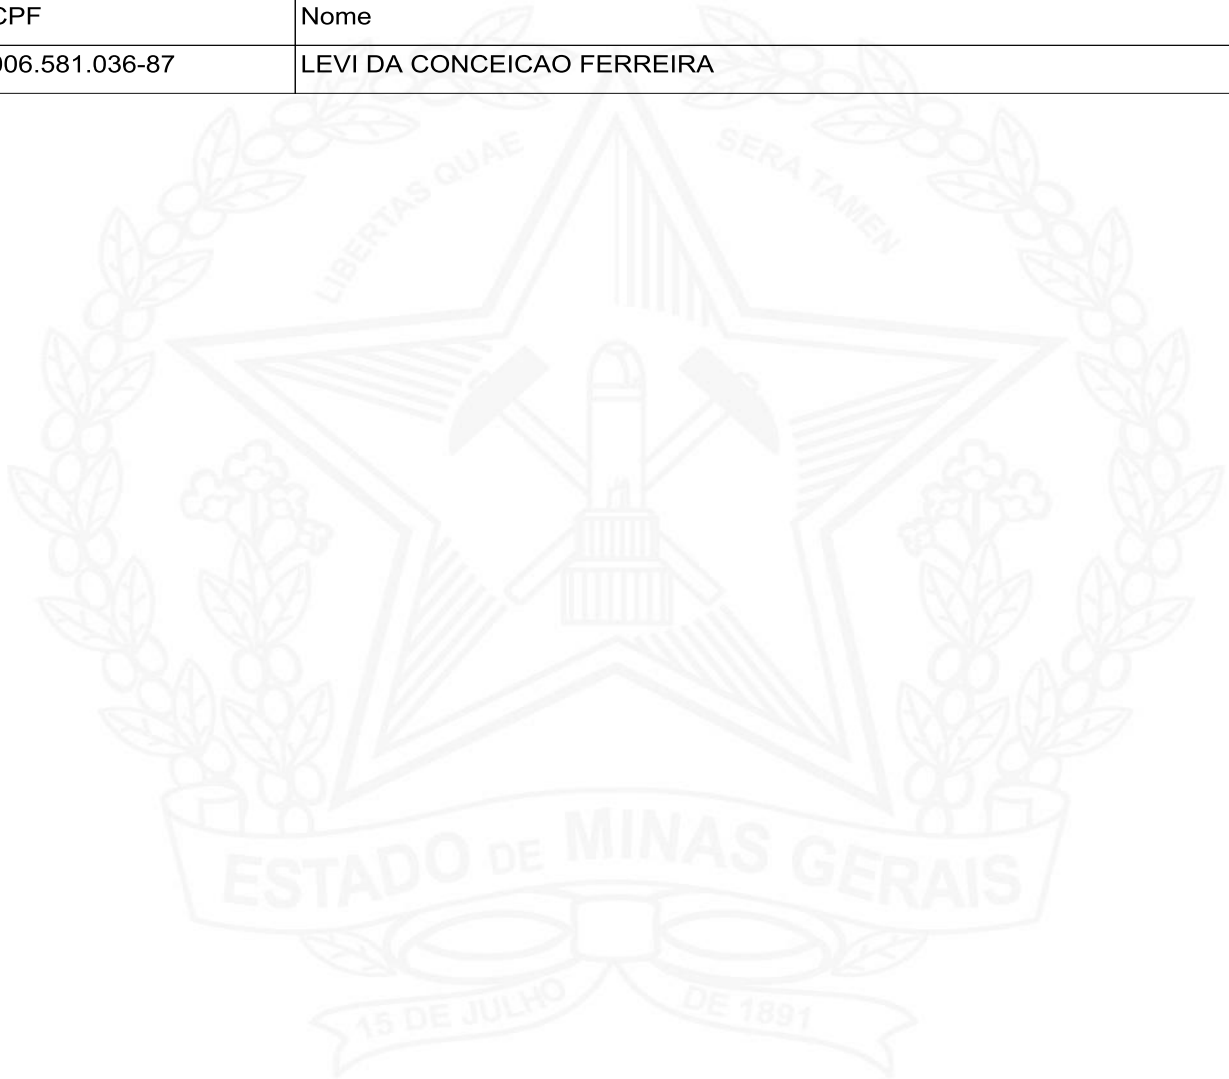 CPF Nome
006.581.036-87 LEVI DA CONCEICAO FERREIRA
LIBERTAS QUAE SERA TAMEN
ESTADO DE MINAS GERAIS
15 DE JULHO DE 1891